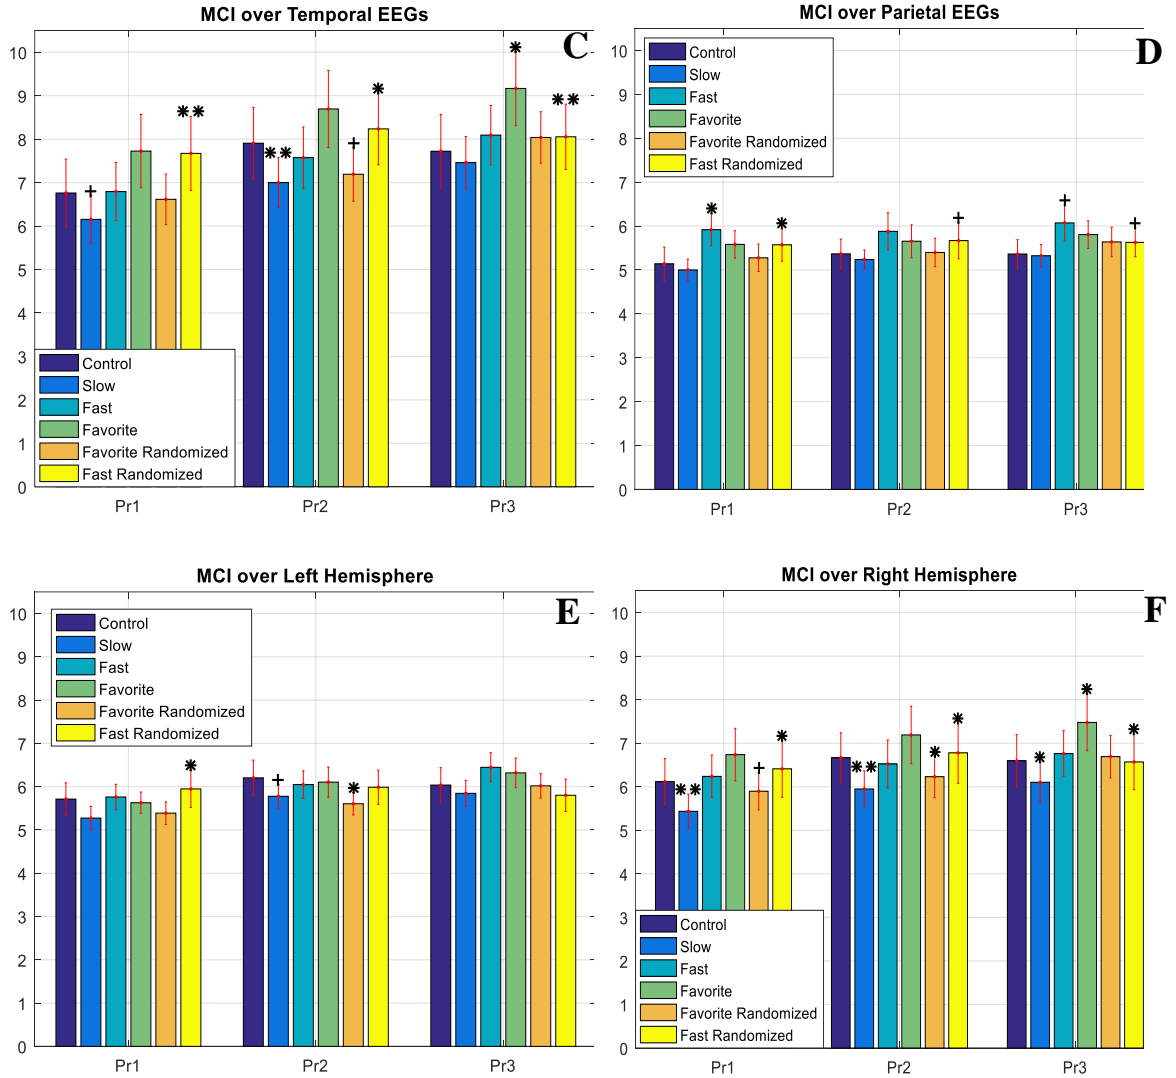 MCI over Temporal EEGs
C
10
9
8
7
6
5
4
3
2
1
0
+
**
**
+
*
*
**
Control
Slow
Fast
Favorite
Favorite Randomized
Fast Randomized
Pr1 Pr2 Pr3
MCI over Parietal EEGs
D
10
9
8
7
6
5
4
3
2
1
0
Control
Slow
Fast
Favorite
Favorite Randomized
Fast Randomized
*
*
+
+
+
Pr1 Pr2 Pr3
MCI over Left Hemisphere
E
10
9
8
7
6
5
4
3
2
1
0
Control
Slow
Fast
Favorite
Favorite Randomized
Fast Randomized
*
+
*
Pr1 Pr2 Pr3
MCI over Right Hemisphere
F
10
9
8
7
6
5
4
3
2
1
0
**
+
*
**
*
*
*
*
*
Control
Slow
Fast
Favorite
Favorite Randomized
Fast Randomized
Pr1 Pr2 Pr3